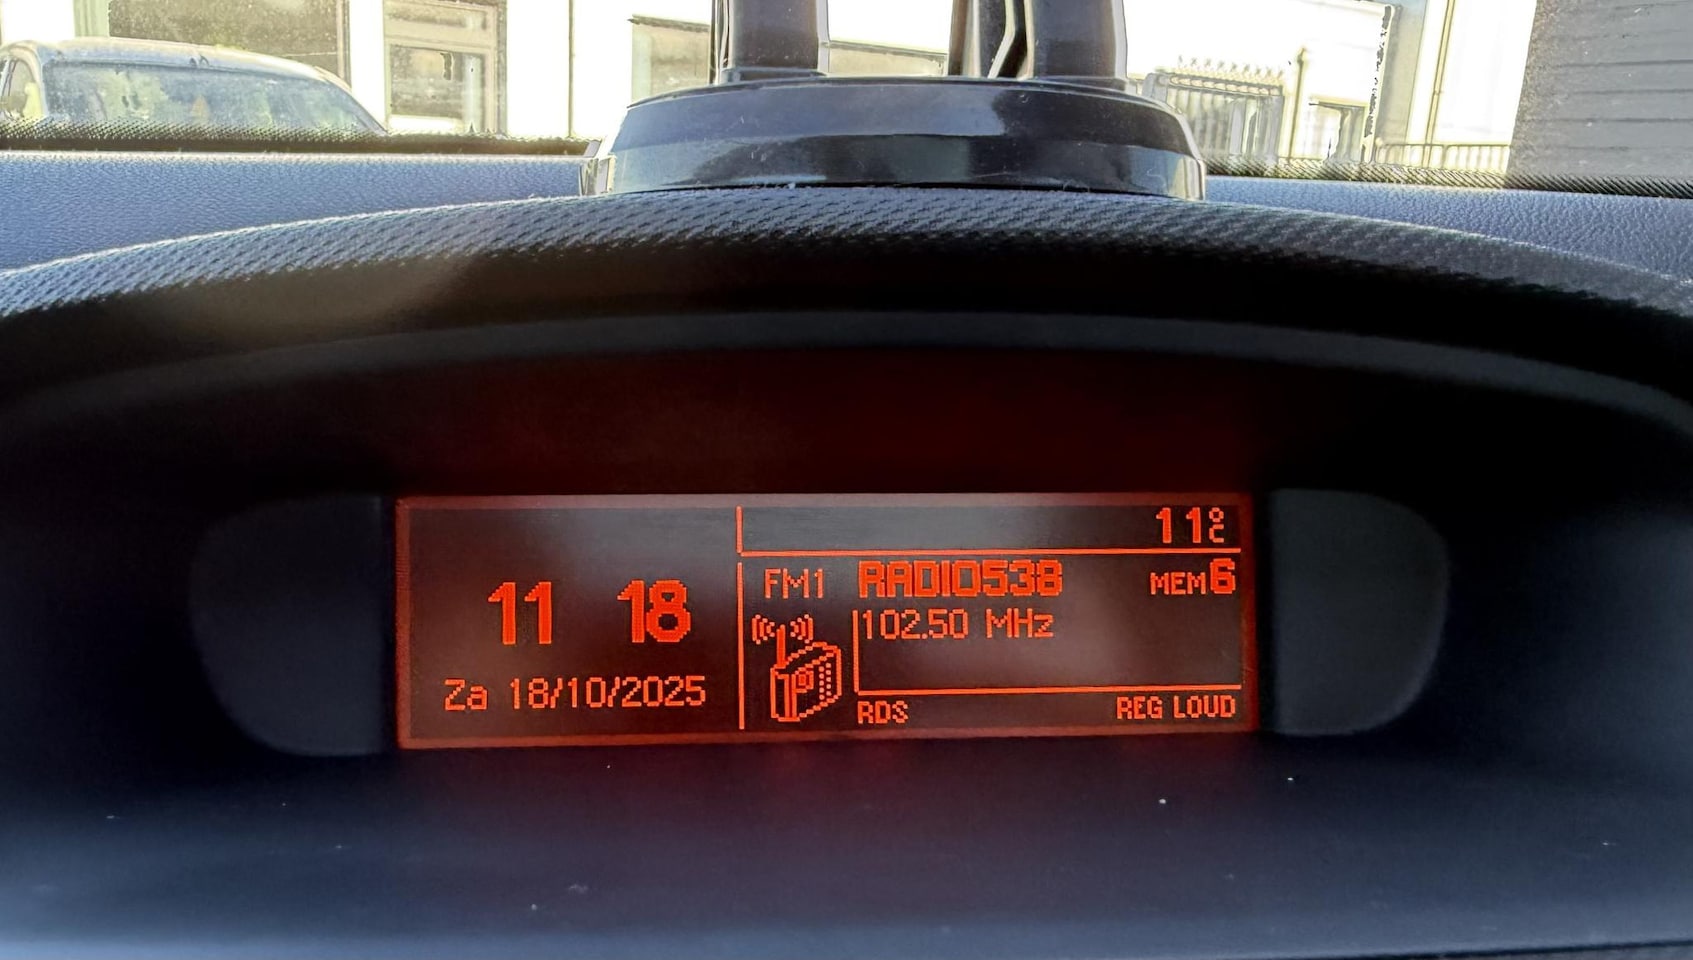 11 18
Za 18/10/2025
11°C
FM1 RADIO538 MEM6
102.50 MHz
RDS REG LOUD